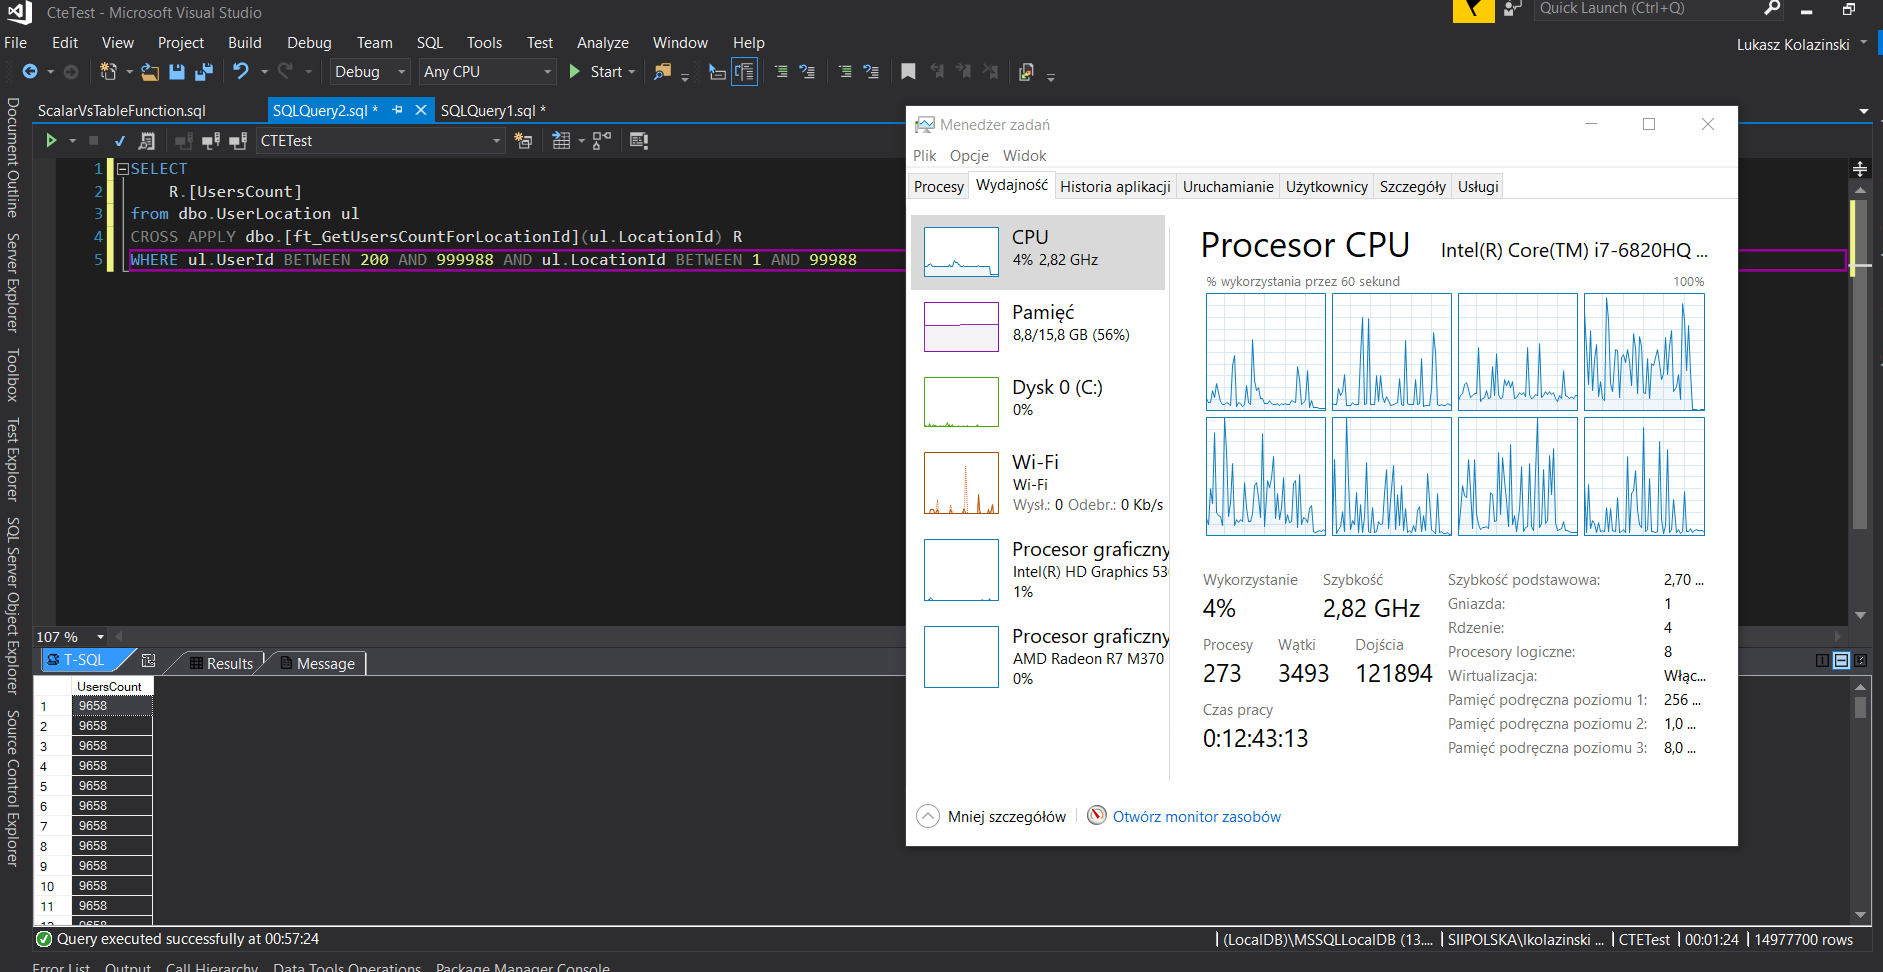 CteTest - Microsoft Visual Studio
Quick Launch (Ctrl+Q)
File Edit View Project Build Debug Team SQL Tools Test Analyze Window Help
Lukasz Kolazinski
Debug Any CPU Start
ScalarVsTableFunction.sql SQLQuery2.sql * SQLQuery1.sql *
CTETest
1 SELECT
2 R.[UsersCount]
3 from dbo.UserLocation ul
4 CROSS APPLY dbo.[ft_GetUsersCountForLocationId](ul.LocationId) R
5 WHERE ul.UserId BETWEEN 200 AND 999988 AND ul.LocationId BETWEEN 1 AND 99988
Document Outline
Server Explorer
Toolbox
Test Explorer
SQL Server Object Explorer
Source Control Explorer
Menedżer zadań
Plik Opcje Widok
Procesy Wydajność Historia aplikacji Uruchamianie Użytkownicy Szczegóły Usługi
CPU
4% 2,82 GHz
Pamięć
8,8/15,8 GB (56%)
Dysk 0 (C:)
0%
Wi-Fi
Wi-Fi
Wysł.: 0 Odebr.: 0 Kb/s
Procesor graficzny
Intel(R) HD Graphics 53
1%
Procesor graficzny
AMD Radeon R7 M370
0%
Procesor CPU Intel(R) Core(TM) i7-6820HQ ...
% wykorzystania przez 60 sekund 100%
Wykorzystanie Szybkość
4% 2,82 GHz
Procesy Wątki Dojścia
273 3493 121894
Czas pracy
0:12:43:13
Szybkość podstawowa: 2,70 ...
Gniazda: 1
Rdzenie: 4
Procesory logiczne: 8
Wirtualizacja: Włąc...
Pamięć podręczna poziomu 1: 256 ...
Pamięć podręczna poziomu 2: 1,0 ...
Pamięć podręczna poziomu 3: 8,0 ...
Mniej szczegółów Otwórz monitor zasobów
107 %
T-SQL Results Message
UsersCount
1 9658
2 9658
3 9658
4 9658
5 9658
6 9658
7 9658
8 9658
9 9658
10 9658
11 9658
12 9658
Query executed successfully at 00:57:24 (LocalDB)\MSSQLLocalDB (13.... SIIPOLSKA\lkolazinski ... CTETest 00:01:24 14977700 rows
Error List Output Call Hierarchy Data Tools Operations Package Manager Console